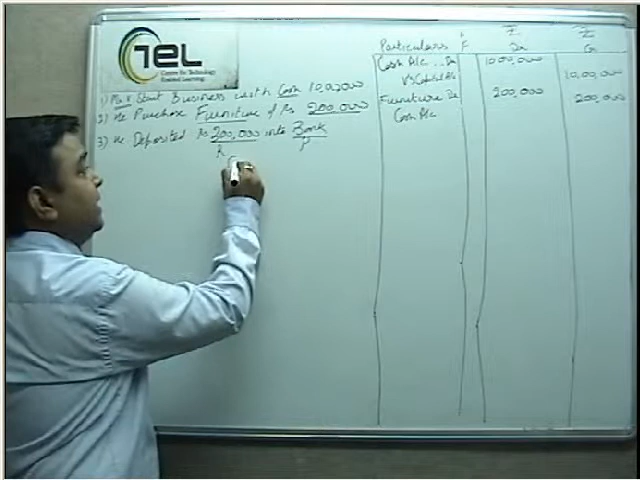 TEL
Centre for Technology
Enabled Learning
1) Mr. X Start Business with Cash 10,00,000
2) He Purchase Furniture of Rs 200,000
3) He Deposited Rs 200,000 into Bank
Particulars F Dr Cr
Cash A/c .. Dr 1000,000
To Capital A/c 10,00,000
Furniture Dr 200,000 200,000
Cash A/c